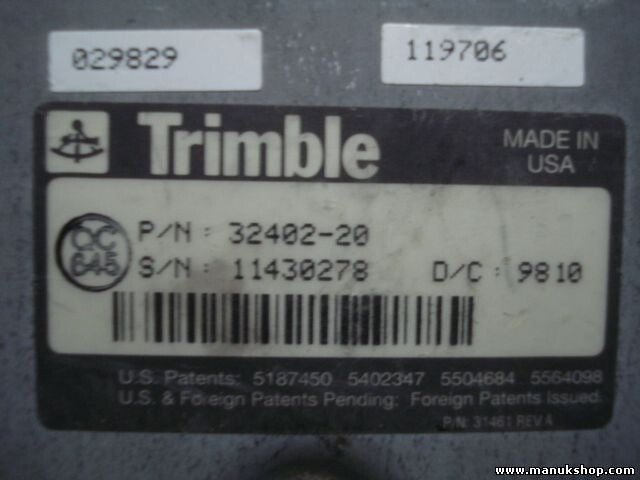 029829 119706
Trimble MADE IN USA
QC 645
P/N: 32402-20
S/N: 11430278 D/C: 9810
U.S. Patents: 5187450 5402347 5504684 5564098
U.S. & Foreign Patents Pending: Foreign Patents Issued.
P/N: 31461 REV A
www.manukshop.com